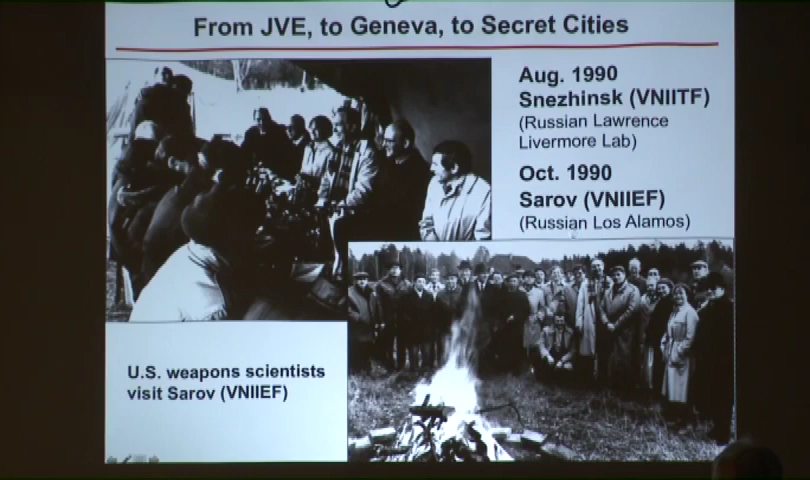 From JVE, to Geneva, to Secret Cities
Aug. 1990
Snezhinsk (VNIITF)
(Russian Lawrence
Livermore Lab)
Oct. 1990
Sarov (VNIIEF)
(Russian Los Alamos)
U.S. weapons scientists
visit Sarov (VNIIEF)